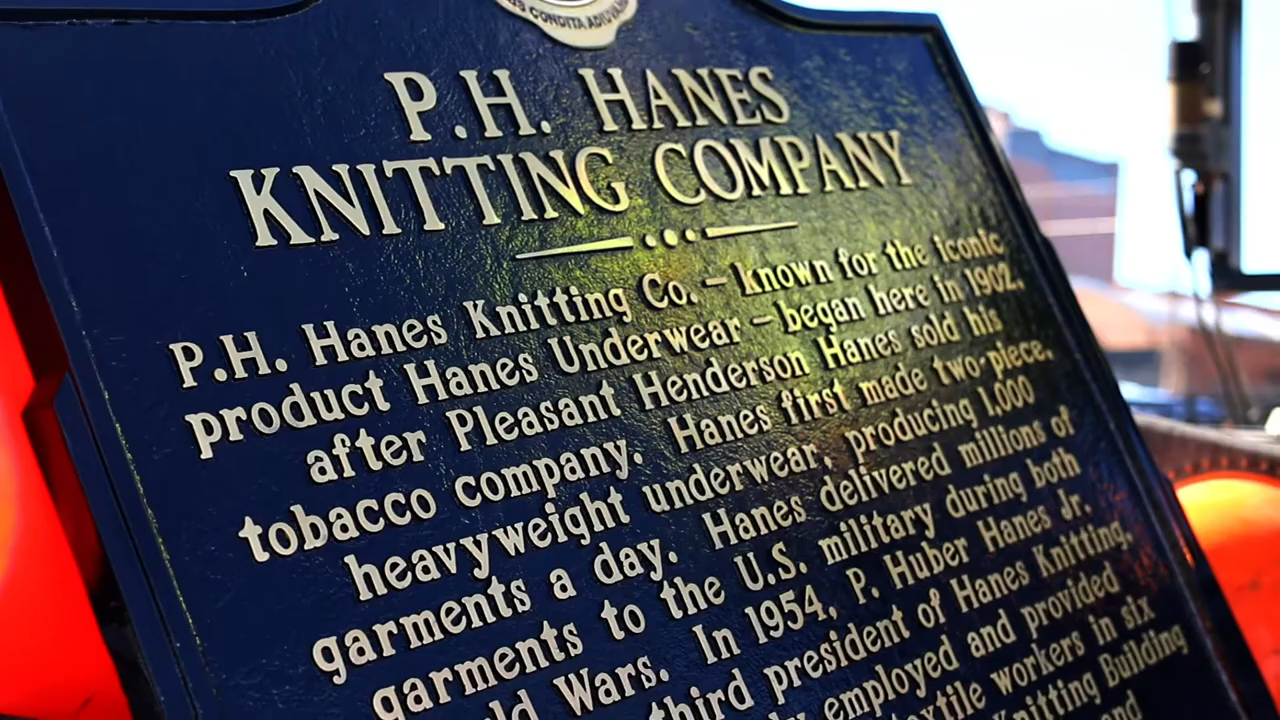 CONDITA ADIUVA
P.H. HANES
KNITTING COMPANY
P.H. Hanes Knitting Co. – known for the iconic
product Hanes Underwear – began here in 1902,
after Pleasant Henderson Hanes sold his
tobacco company. Hanes first made two-piece,
heavyweight underwear, producing 1,000
garments a day. Hanes delivered millions of
garments to the U.S. military during both
Wars. In 1954, P. Huber Hanes Jr.
third president of Hanes Knitting,
employed and provided
workers in six
Knitting Building